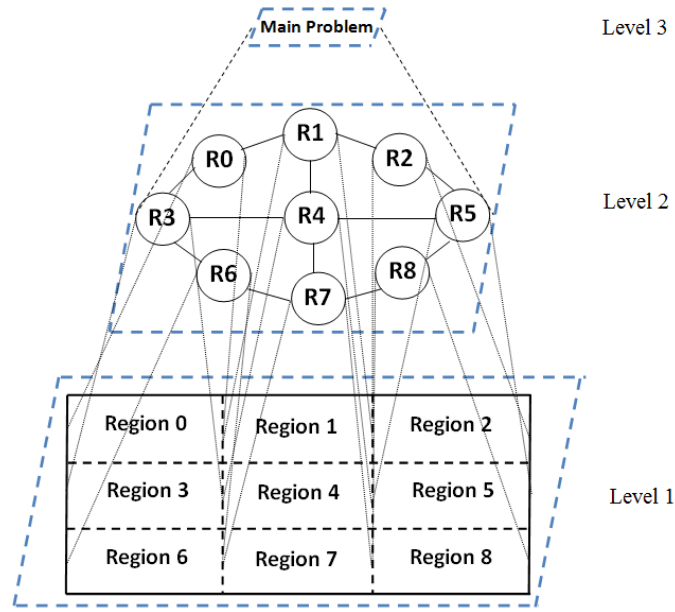 Main Problem
Level 3
R1
R0
R2
R3
R4
R5
Level 2
R6
R8
R7
Region 0 Region 1 Region 2
Region 3 Region 4 Region 5
Level 1
Region 6 Region 7 Region 8